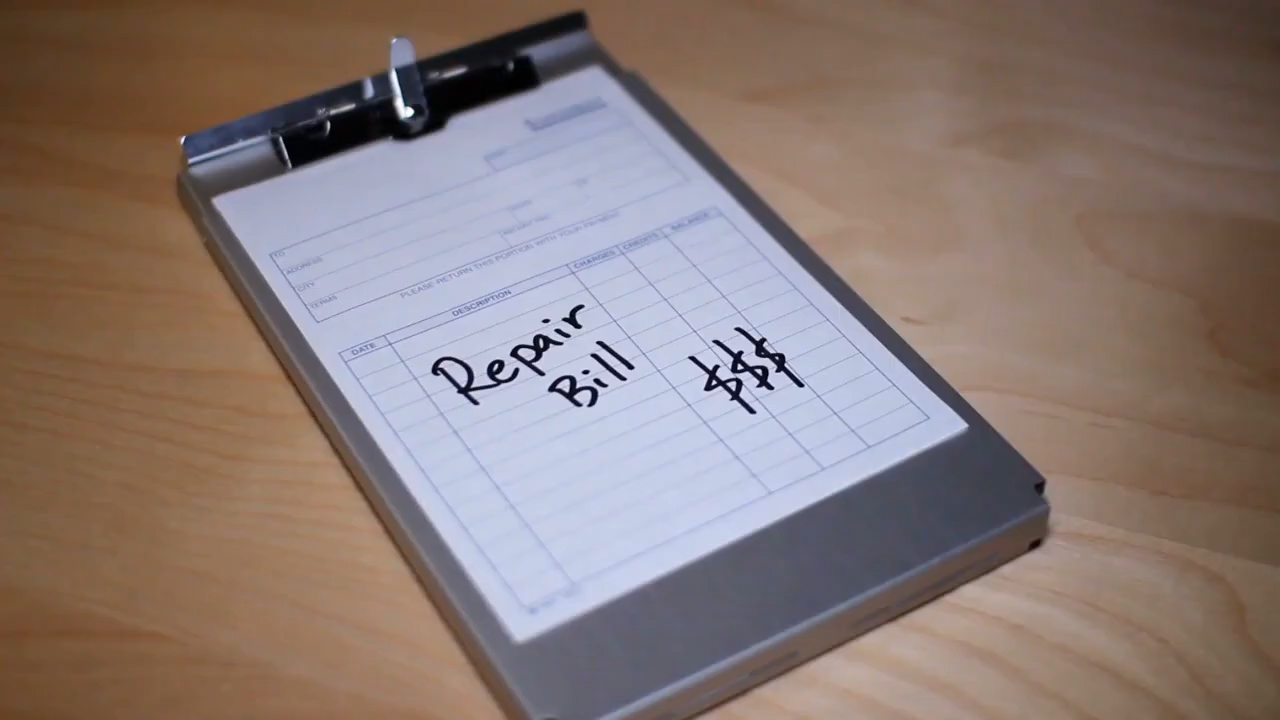 TO
ADDRESS
CITY
TERMS
PLEASE RETURN THIS PORTION WITH YOUR PAYMENT
DATE DESCRIPTION CHARGES CREDITS BALANCE
Repair
Bill $$$